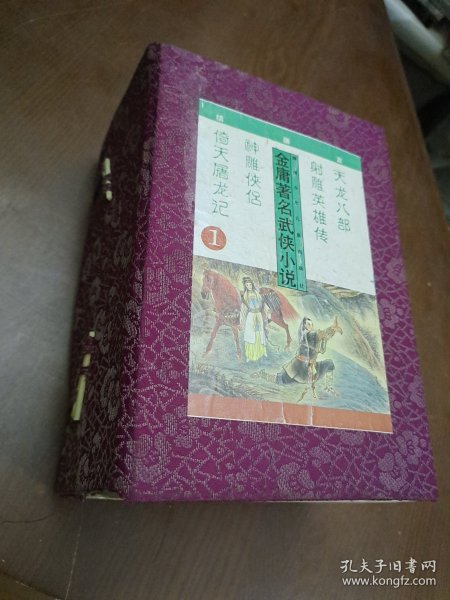 天龙八部
射雕英雄传
金庸著名武侠小说
神雕侠侣
倚天屠龙记
1
孔夫子旧书网
www.kongfz.com